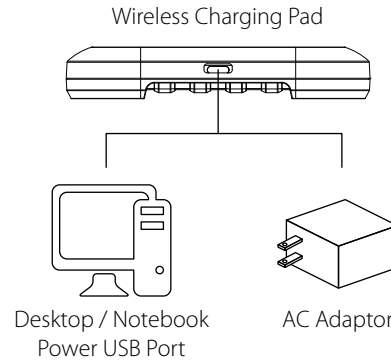 Wireless Charging Pad
Desktop / Notebook
Power USB Port
AC Adaptor